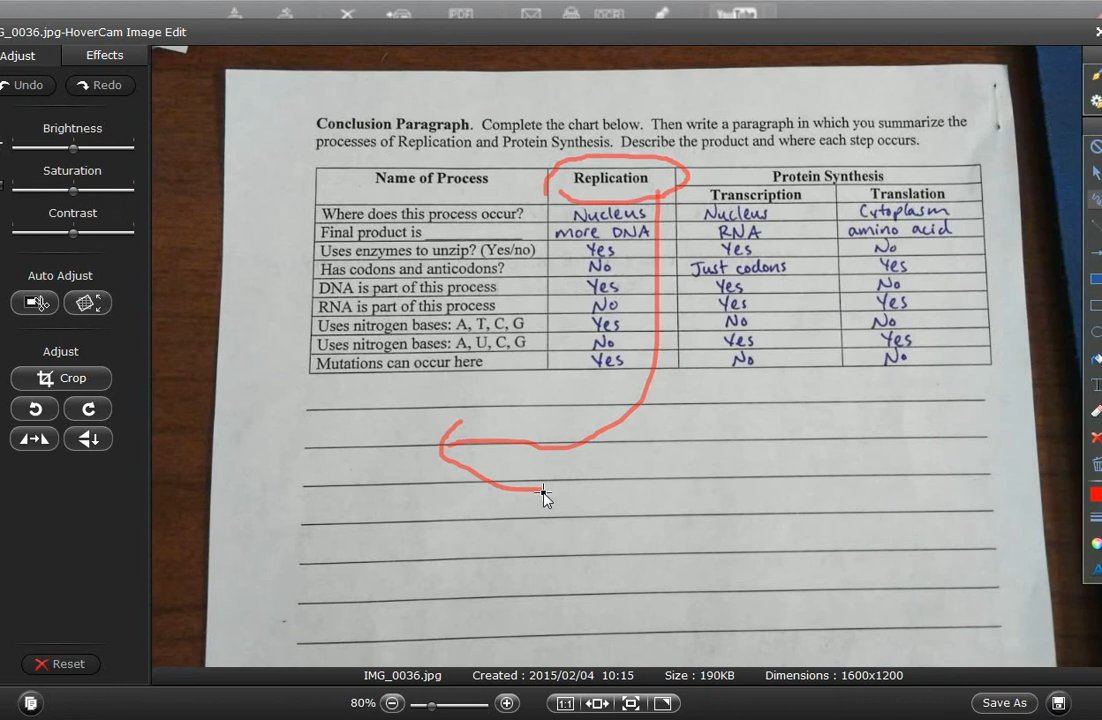 PDF OCR YouTube
G_0036.jpg-HoverCam Image Edit
Adjust Effects
Undo Redo
Brightness
Saturation
Contrast
Auto Adjust
Adjust
Crop
Reset
Conclusion Paragraph. Complete the chart below. Then write a paragraph in which you summarize the
processes of Replication and Protein Synthesis. Describe the product and where each step occurs.
Name of Process Replication Protein Synthesis
Transcription Translation
Where does this process occur? Nucleus Nucleus Cytoplasm
Final product is ____________ more DNA RNA amino acid
Uses enzymes to unzip? (Yes/no) Yes Yes No
Has codons and anticodons? No Just codons Yes
DNA is part of this process Yes Yes No
RNA is part of this process No Yes Yes
Uses nitrogen bases: A, T, C, G Yes No No
Uses nitrogen bases: A, U, C, G No Yes Yes
Mutations can occur here Yes No No
IMG_0036.jpg Created : 2015/02/04 10:15 Size : 190KB Dimensions : 1600x1200
80% 1:1 Save As